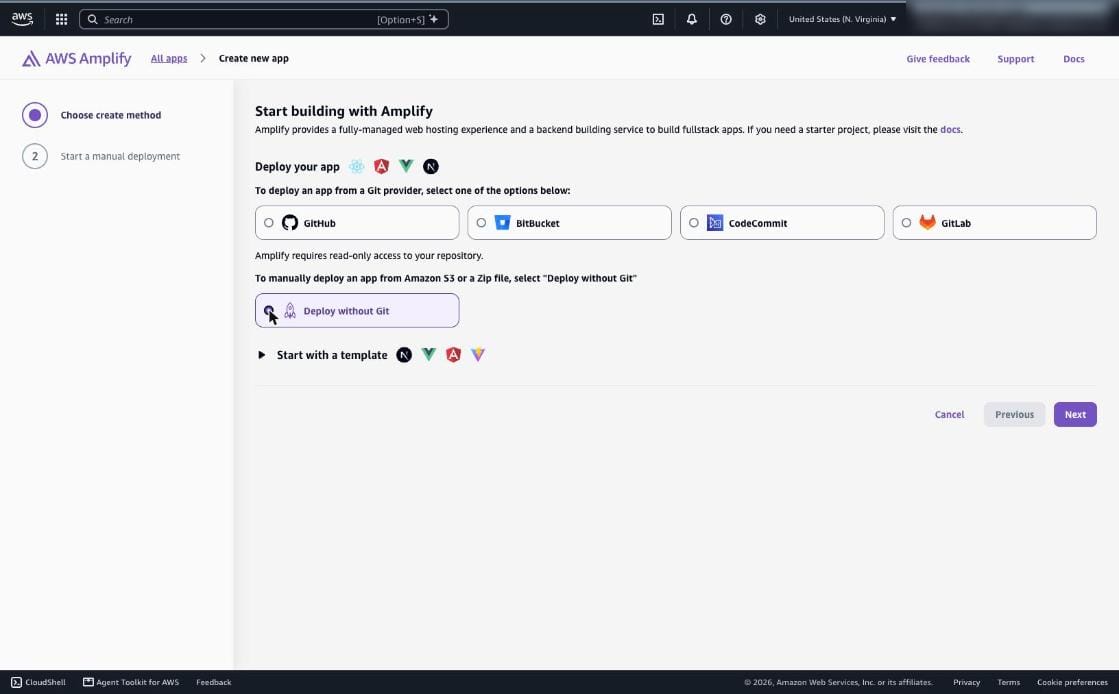 aws Search [Option+S] United States (N. Virginia)
AWS Amplify All apps Create new app Give feedback Support Docs
Choose create method
2 Start a manual deployment
Start building with Amplify
Amplify provides a fully-managed web hosting experience and a backend building service to build fullstack apps. If you need a starter project, please visit the docs.
Deploy your app
To deploy an app from a Git provider, select one of the options below:
GitHub BitBucket CodeCommit GitLab
Amplify requires read-only access to your repository.
To manually deploy an app from Amazon S3 or a Zip file, select "Deploy without Git"
Deploy without Git
Start with a template
Cancel Previous Next
CloudShell Agent Toolkit for AWS Feedback © 2026, Amazon Web Services, Inc. or its affiliates. Privacy Terms Cookie preferences